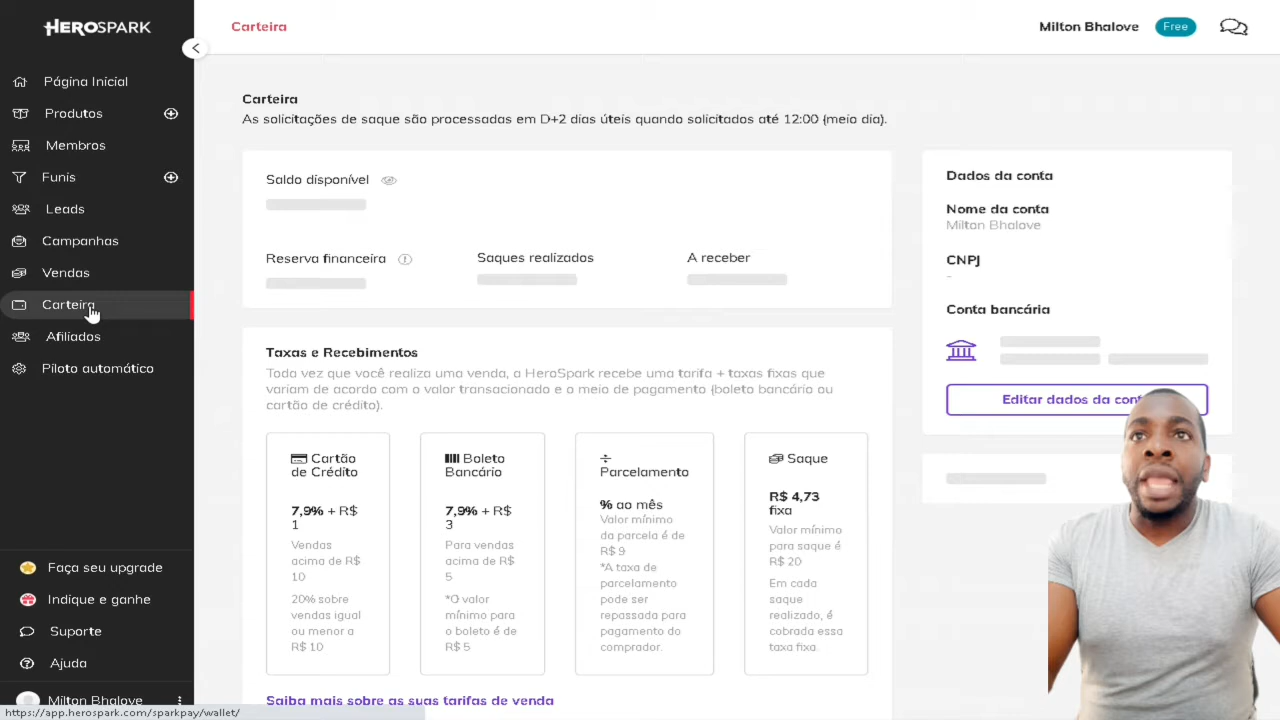 HEROSPARK
Carteira
Milton Bhalove
Free
Página Inicial
Produtos
Membros
Funis
Leads
Campanhas
Vendas
Carteira
Afiliados
Piloto automático
Faça seu upgrade
Indique e ganhe
Suporte
Ajuda
Milton Bhalove
https://app.herospark.com/sparkpay/wallet/
Carteira
As solicitações de saque são processadas em D+2 dias úteis quando solicitados até 12:00 (meio dia).
Saldo disponível
Reserva financeira
Saques realizados
A receber
Taxas e Recebimentos
Toda vez que você realiza uma venda, a HeroSpark recebe uma tarifa + taxas fixas que
variam de acordo com o valor transacionado e o meio de pagamento (boleto bancário ou
cartão de crédito).
Cartão
de Crédito
7,9% + R$
1
Vendas
acima de R$
10
20% sobre
vendas igual
ou menor a
R$ 10
Boleto
Bancário
7,9% + R$
3
Para vendas
acima de R$
5
*O valor
mínimo para
o boleto é de
R$ 5
Parcelamento
% ao mês
Valor mínimo
da parcela é de
R$ 9
*A taxa de
parcelamento
pode ser
repassada para
pagamento do
comprador.
Saque
R$ 4,73
fixa
Valor mínimo
para saque é
R$ 20
Em cada
saque
realizado, é
cobrada essa
taxa fixa.
Saiba mais sobre as suas tarifas de venda
Dados da conta
Nome da conta
Milton Bhalove
CNPJ
-
Conta bancária
Editar dados da cont